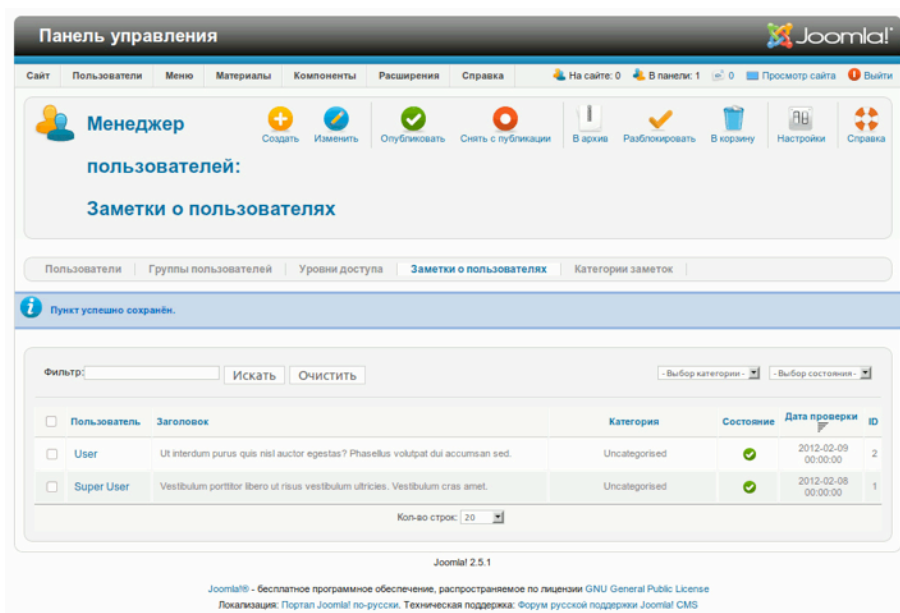 Панель управления
Joomla!
Сайт Пользователи Меню Материалы Компоненты Расширения Справка На сайте: 0 В панели: 1 0 Просмотр сайта Выйти
Менеджер
пользователей:
Заметки о пользователях
Создать Изменить Опубликовать Снять с публикации В архив Разблокировать В корзину Настройки Справка
Пользователи Группы пользователей Уровни доступа Заметки о пользователях Категории заметок
Пункт успешно сохранён.
Фильтр: Искать Очистить - Выбор категории - - Выбор состояния -
Пользователь Заголовок Категория Состояние Дата проверки ID
User Ut interdum purus quis nisl auctor egestas? Phasellus volutpat dui accumsan sed. Uncategorised 2012-02-09 00:00:00 2
Super User Vestibulum porttitor libero ut risus vestibulum ultricies. Vestibulum cras amet. Uncategorised 2012-02-08 00:00:00 1
Кол-во строк: 20
Joomla! 2.5.1
Joomla!® - бесплатное программное обеспечение, распространяемое по лицензии GNU General Public License
Локализация: Портал Joomla! по-русски. Техническая поддержка: Форум русской поддержки Joomla! CMS